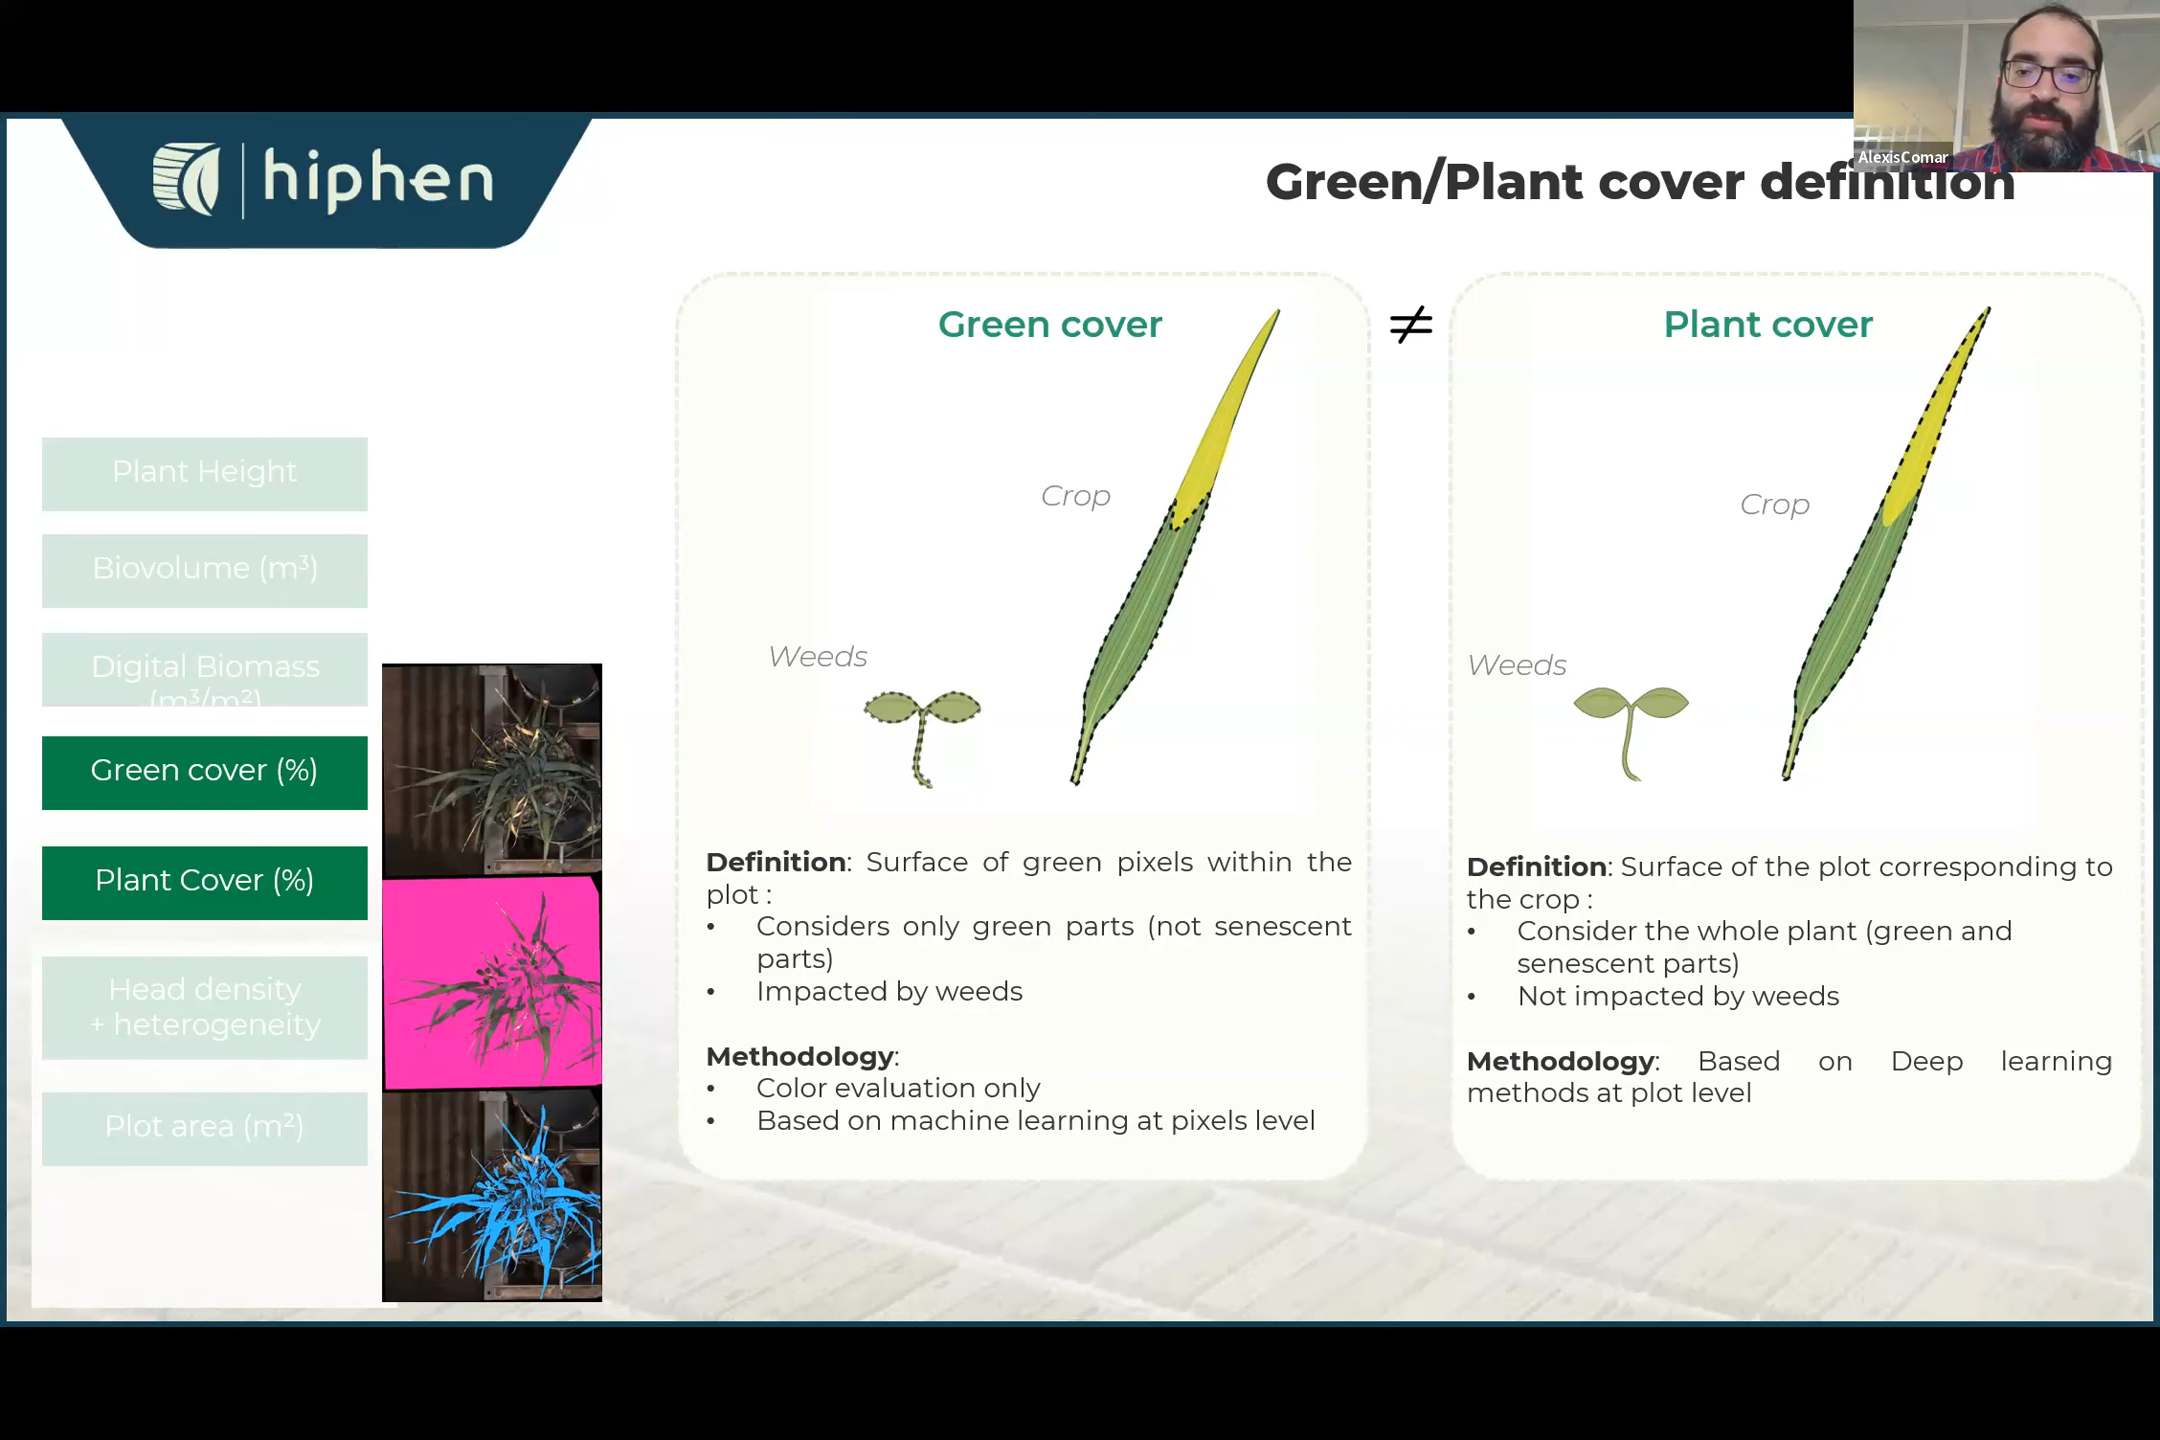 AlexisComar
hiphen
Green/Plant cover definition
Plant Height
Biovolume (m³)
Digital Biomass
(m³/m²)
Green cover (%)
Plant Cover (%)
Head density
+ heterogeneity
Plot area (m²)
Green cover
Crop
Weeds
Definition: Surface of green pixels within the
plot :
• Considers only green parts (not senescent
parts)
• Impacted by weeds
Methodology:
• Color evaluation only
• Based on machine learning at pixels level
≠
Plant cover
Crop
Weeds
Definition: Surface of the plot corresponding to
the crop :
• Consider the whole plant (green and
senescent parts)
• Not impacted by weeds
Methodology: Based on Deep learning
methods at plot level